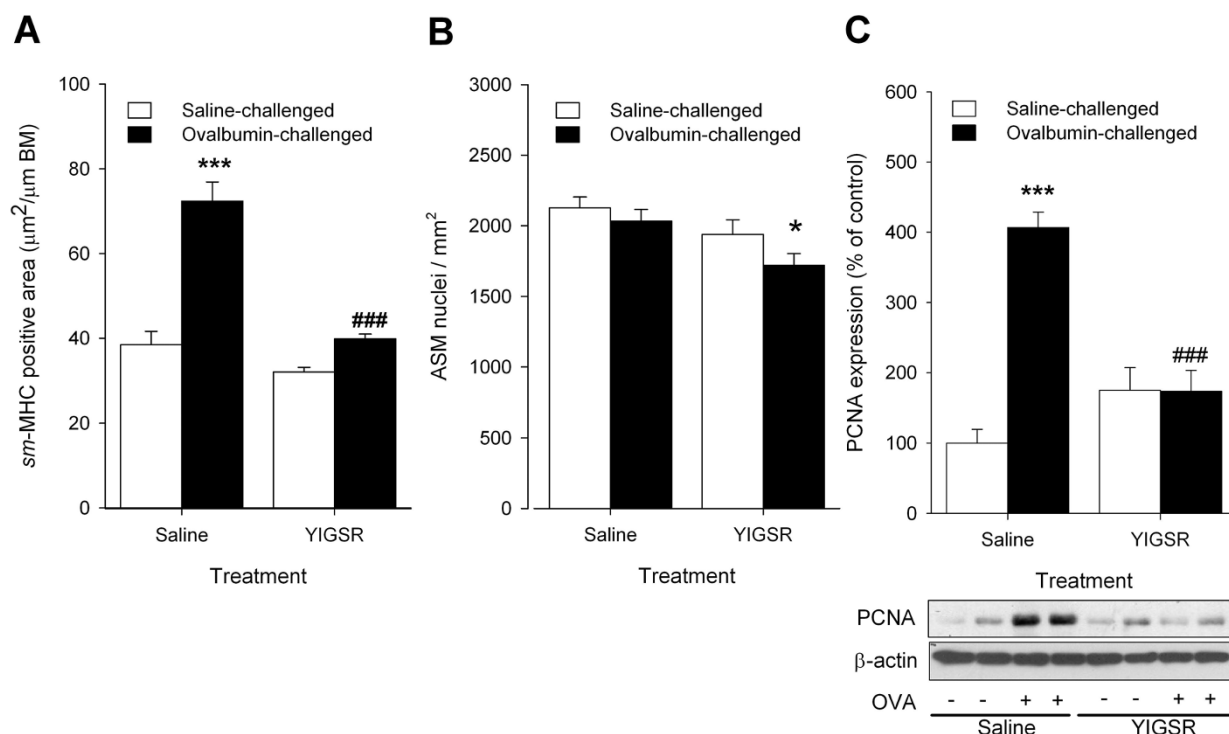 A
sm-MHC positive area (μm²/μm BM)
100
80
60
40
20
0
Saline-challenged
Ovalbumin-challenged
***
###
Saline
YIGSR
Treatment
B
ASM nuclei / mm²
3000
2500
2000
1500
1000
500
0
Saline-challenged
Ovalbumin-challenged
*
Saline
YIGSR
Treatment
C
PCNA expression (% of control)
600
500
400
300
200
100
0
Saline-challenged
Ovalbumin-challenged
***
###
Saline
YIGSR
Treatment
PCNA
β-actin
OVA - - + + - - + +
Saline YIGSR